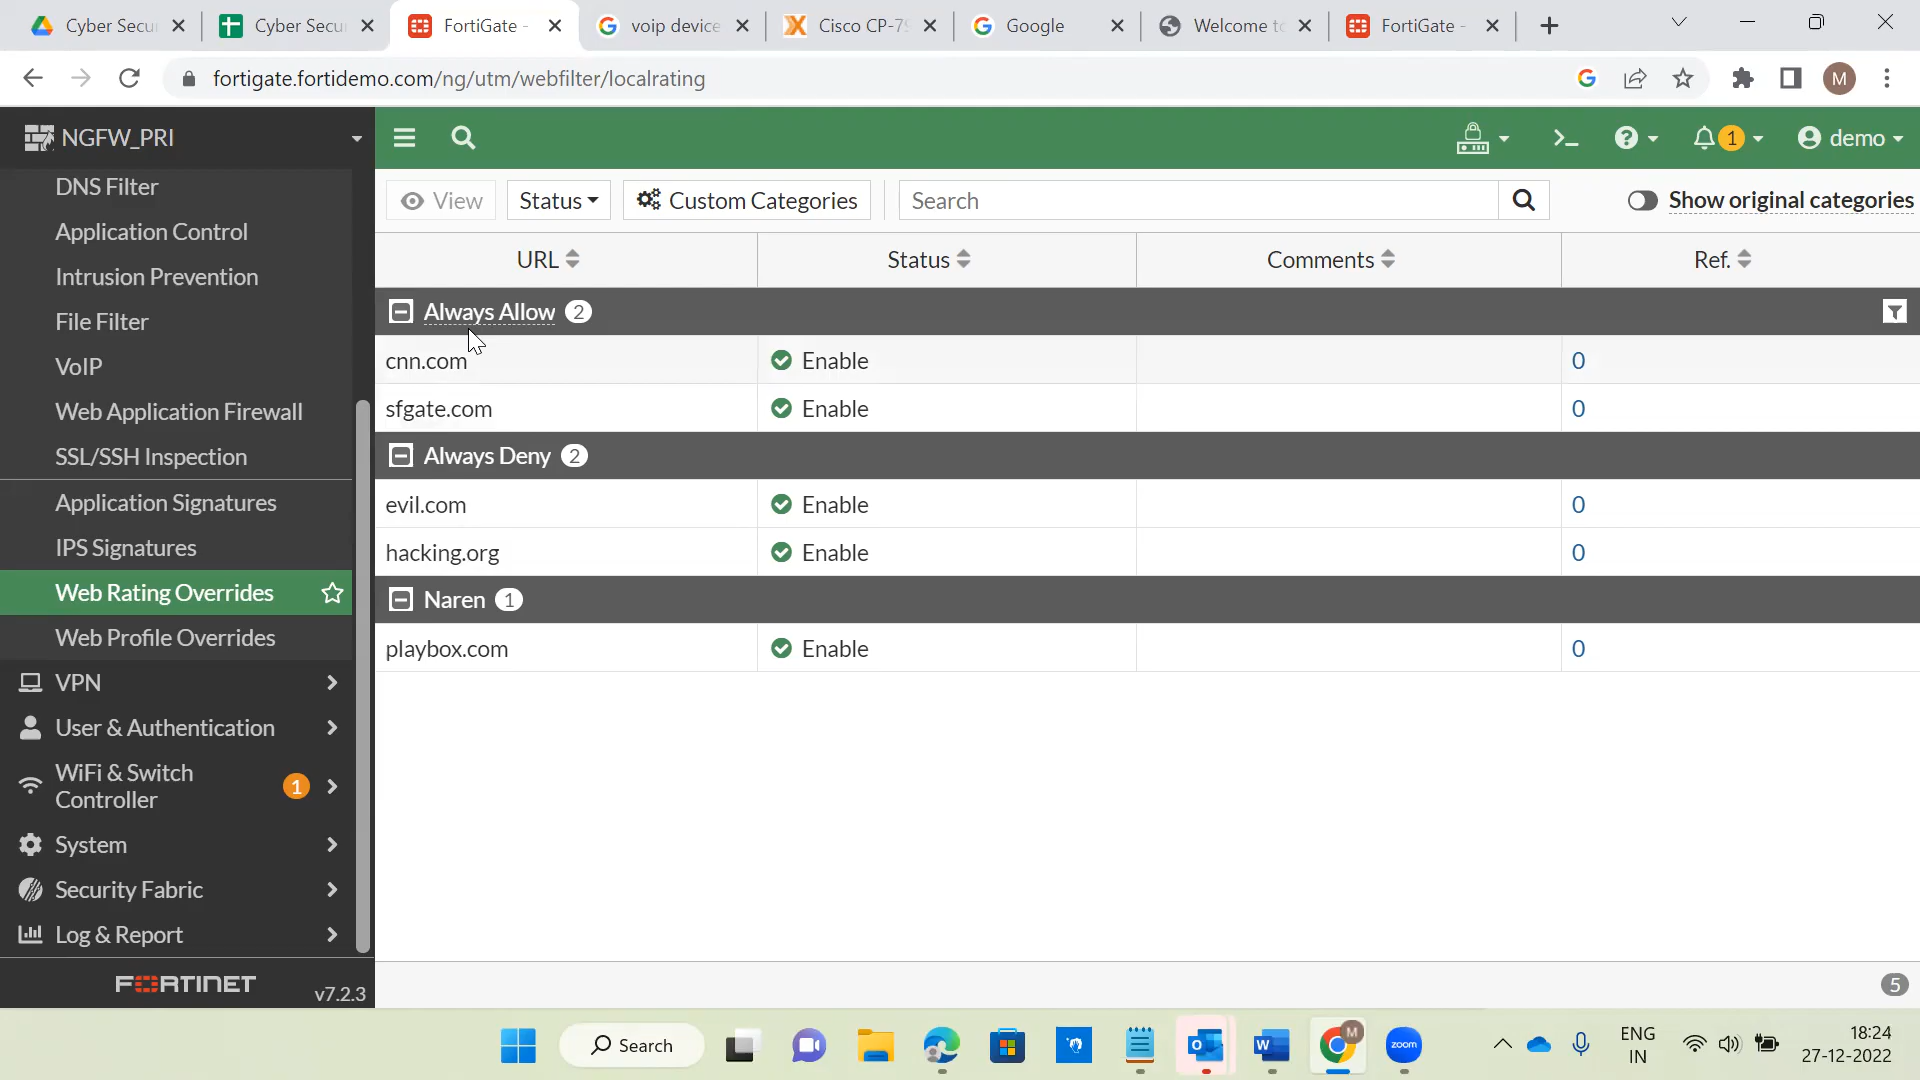 Cyber Secu
Cyber Secu
FortiGate -
voip device
Cisco CP-79
Google
Welcome to
FortiGate -
fortigate.fortidemo.com/ng/utm/webfilter/localrating
M
NGFW_PRI
1
demo
DNS Filter
Application Control
Intrusion Prevention
File Filter
VoIP
Web Application Firewall
SSL/SSH Inspection
Application Signatures
IPS Signatures
Web Rating Overrides
Web Profile Overrides
VPN
User & Authentication
WiFi & Switch
Controller
1
System
Security Fabric
Log & Report
FORTINET
v7.2.3
View
Status
Custom Categories
Search
Show original categories
URL Status Comments Ref.
Always Allow 2
cnn.com Enable 0
sfgate.com Enable 0
Always Deny 2
evil.com Enable 0
hacking.org Enable 0
Naren 1
playbox.com Enable 0
5
Search
M
zoom
ENG
IN
18:24
27-12-2022